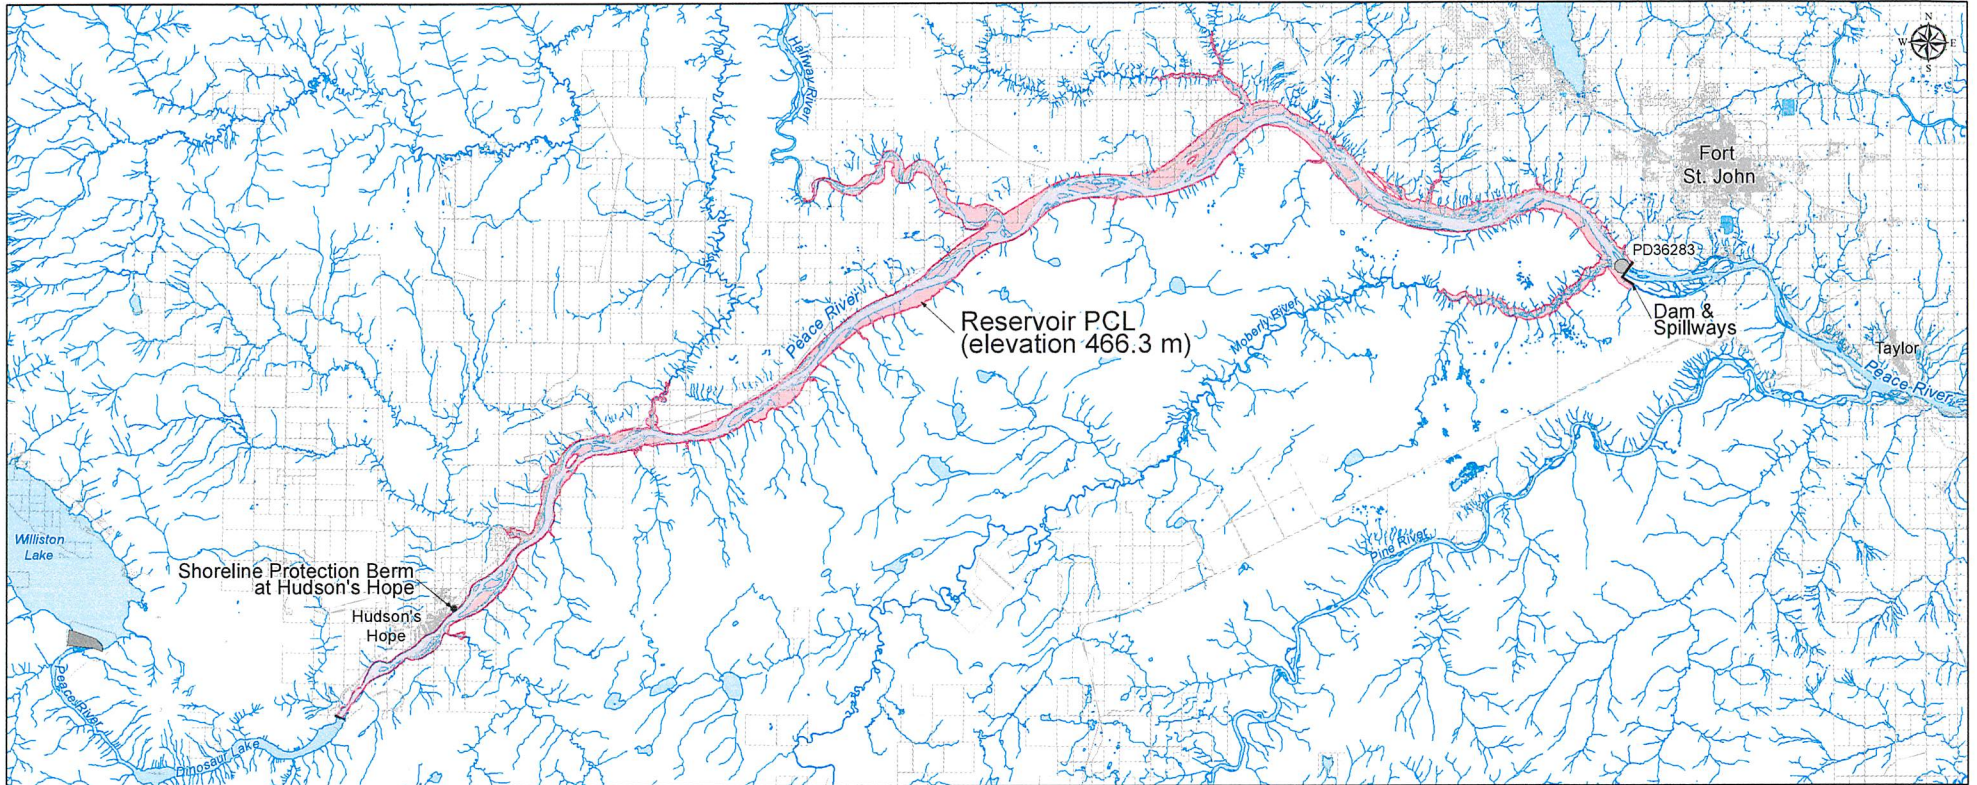 N
W E
S
Halfway River
Fort
St. John
PD36283
Peace River
Reservoir PCL
(elevation 466.3 m)
Moberly River
Dam &
Spillways
Taylor
Peace River
Pine River
Williston
Lake
Shoreline Protection Berm
at Hudson's Hope
Hudson's
Hope
Peace River
Dinosaur Lake